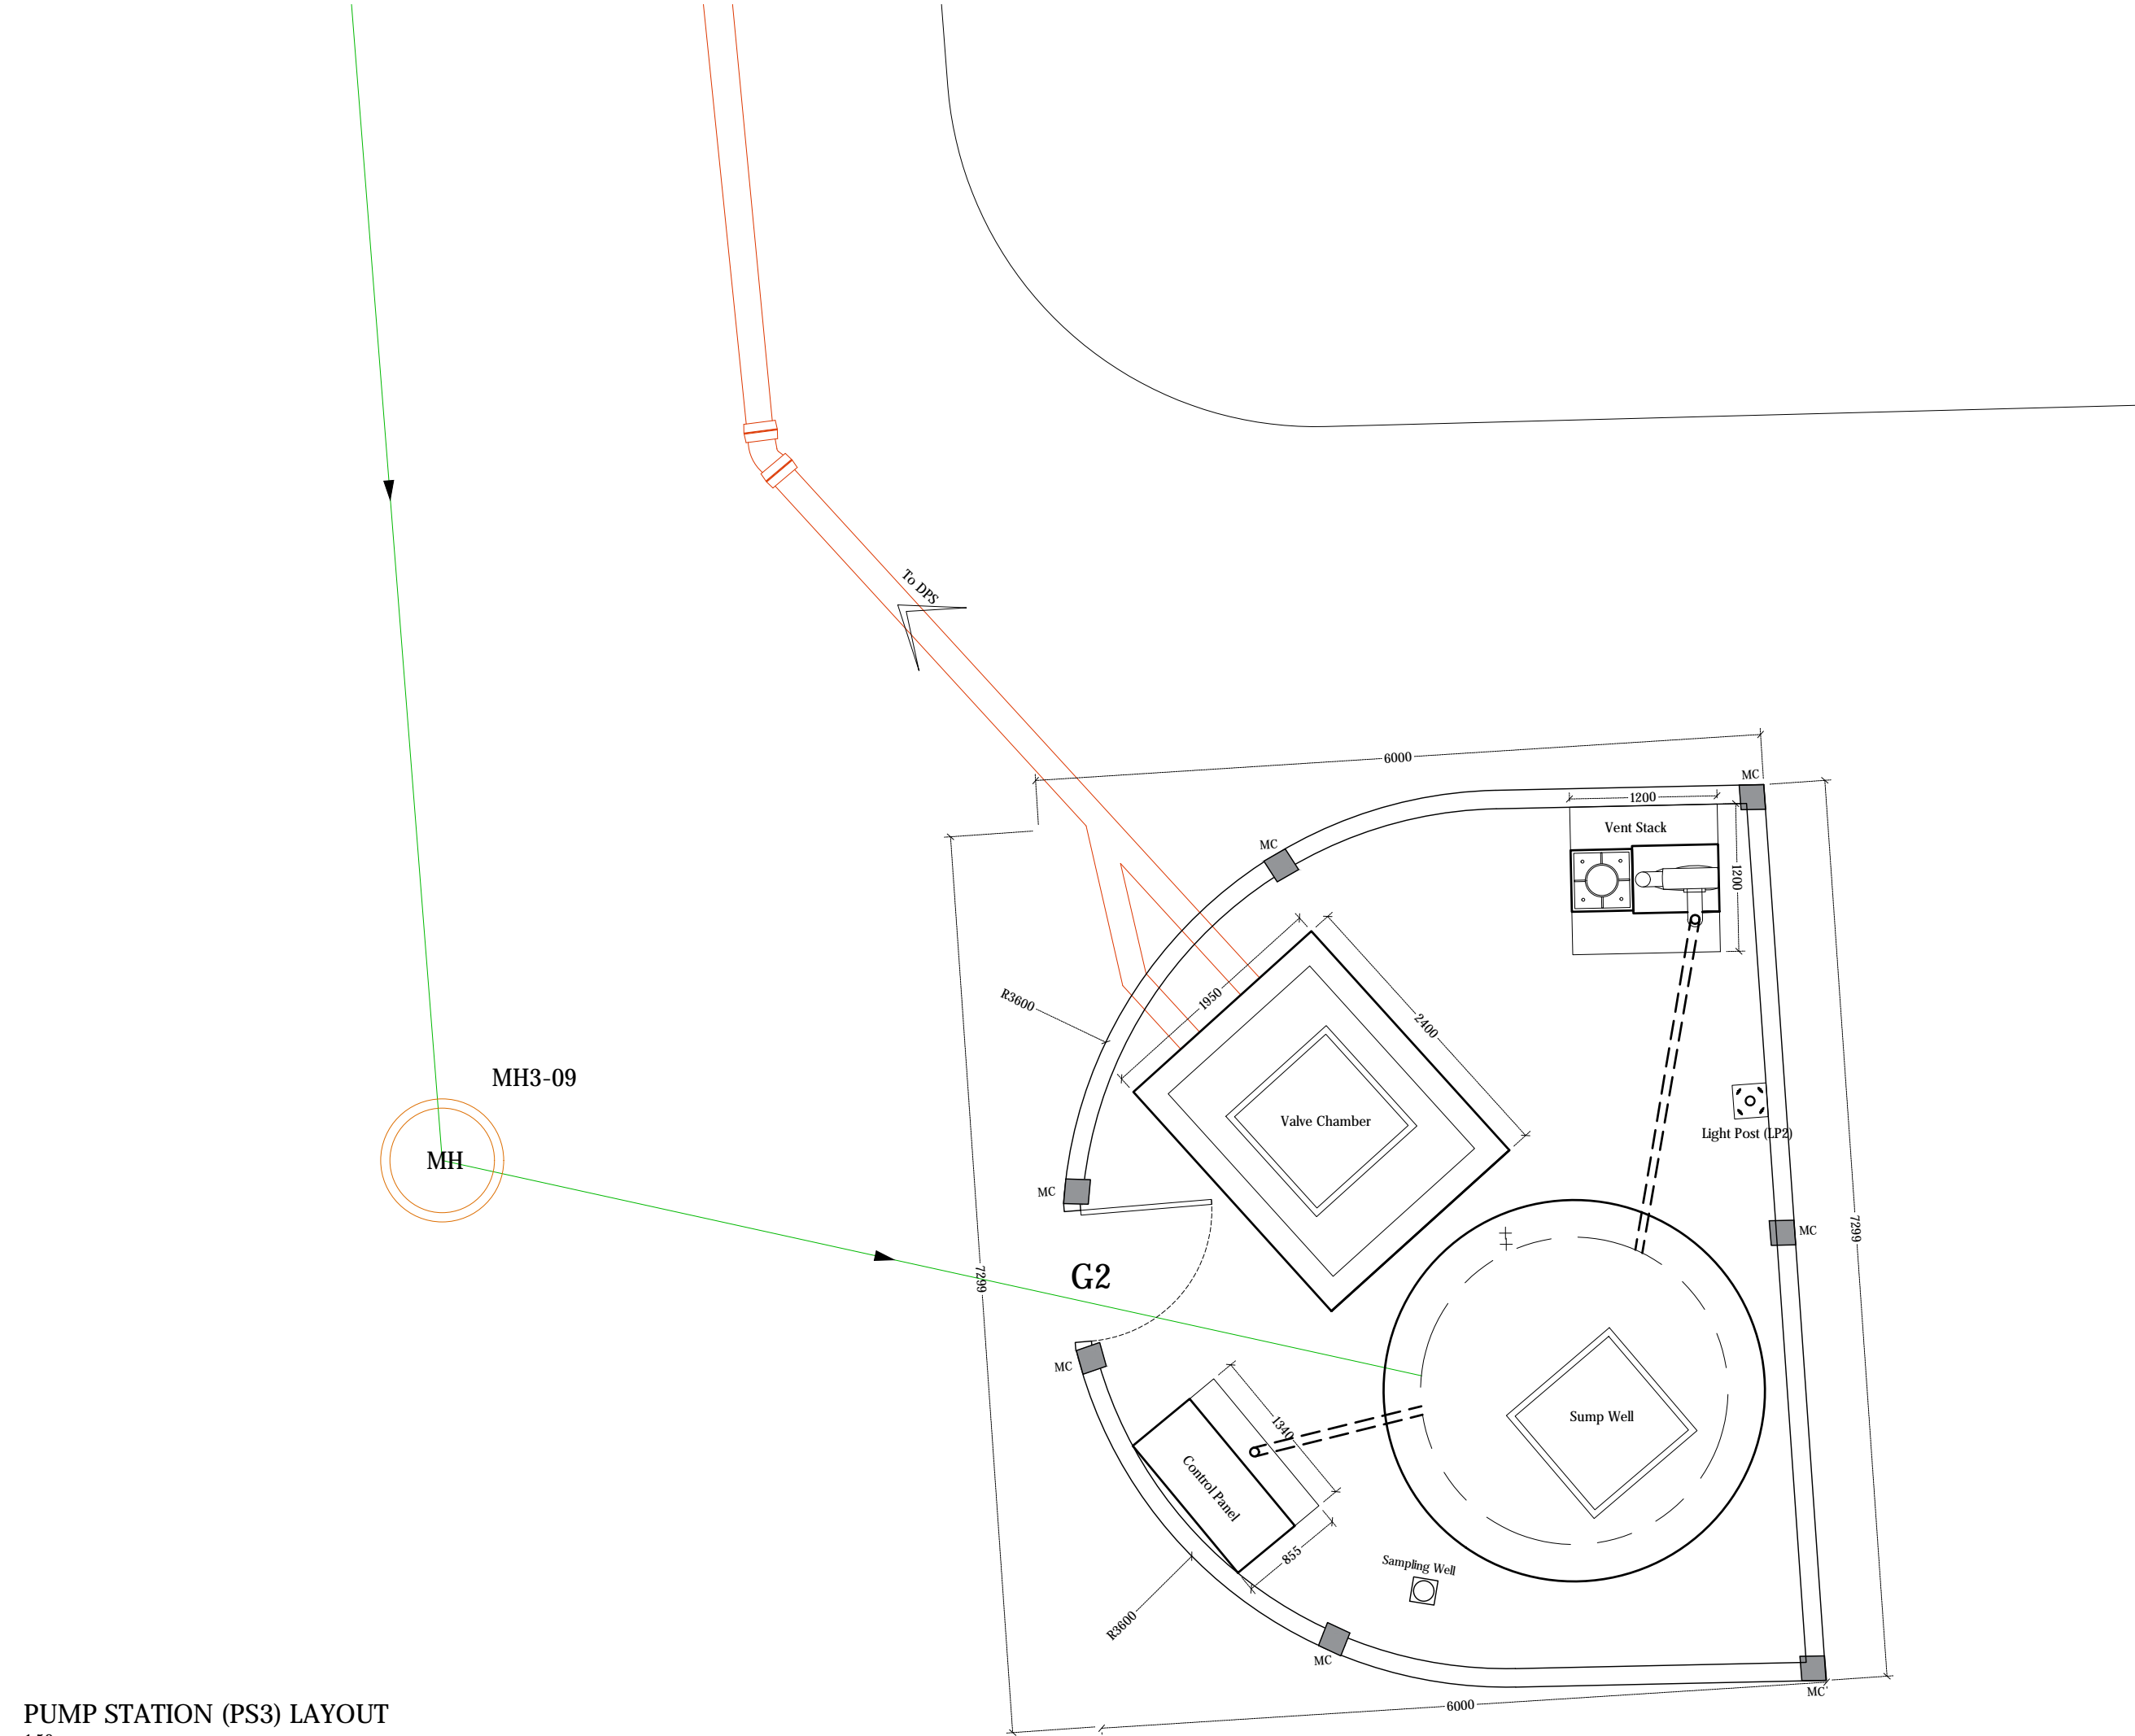 To DPS
6000
MC
1200
Vent Stack
MC
1200
R3600
1950
2400
MH3-09
Valve Chamber
Light Post (LP2)
MH
MC
MC
7299
G2
7299
MC
1340
Sump Well
Control Panel
855
Sampling Well
R3600
MC
MC
6000
PUMP STATION (PS3) LAYOUT